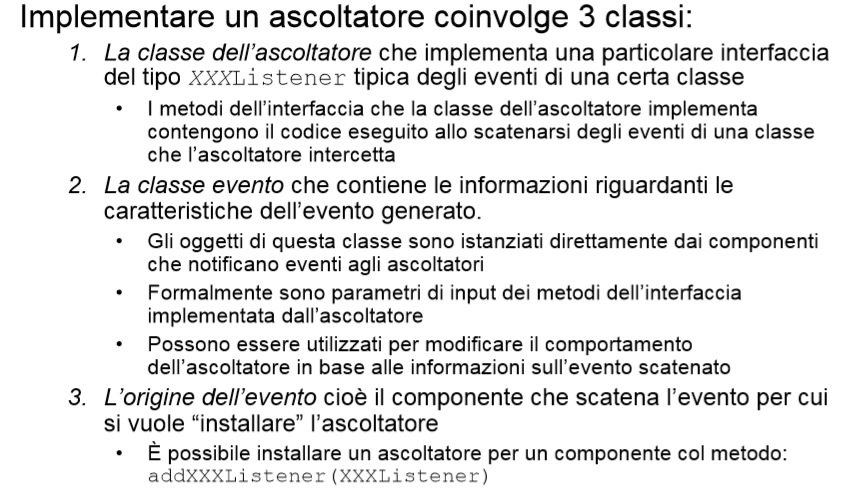 Implementare un ascoltatore coinvolge 3 classi:
1. La classe dell'ascoltatore che implementa una particolare interfaccia
del tipo XXXListener tipica degli eventi di una certa classe
• I metodi dell'interfaccia che la classe dell'ascoltatore implementa
contengono il codice eseguito allo scatenarsi degli eventi di una classe
che l'ascoltatore intercetta
2. La classe evento che contiene le informazioni riguardanti le
caratteristiche dell'evento generato.
• Gli oggetti di questa classe sono istanziati direttamente dai componenti
che notificano eventi agli ascoltatori
• Formalmente sono parametri di input dei metodi dell'interfaccia
implementata dall'ascoltatore
• Possono essere utilizzati per modificare il comportamento
dell'ascoltatore in base alle informazioni sull'evento scatenato
3. L'origine dell'evento cioè il componente che scatena l'evento per cui
si vuole “installare” l'ascoltatore
• È possibile installare un ascoltatore per un componente col metodo:
addXXXListener(XXXListener)